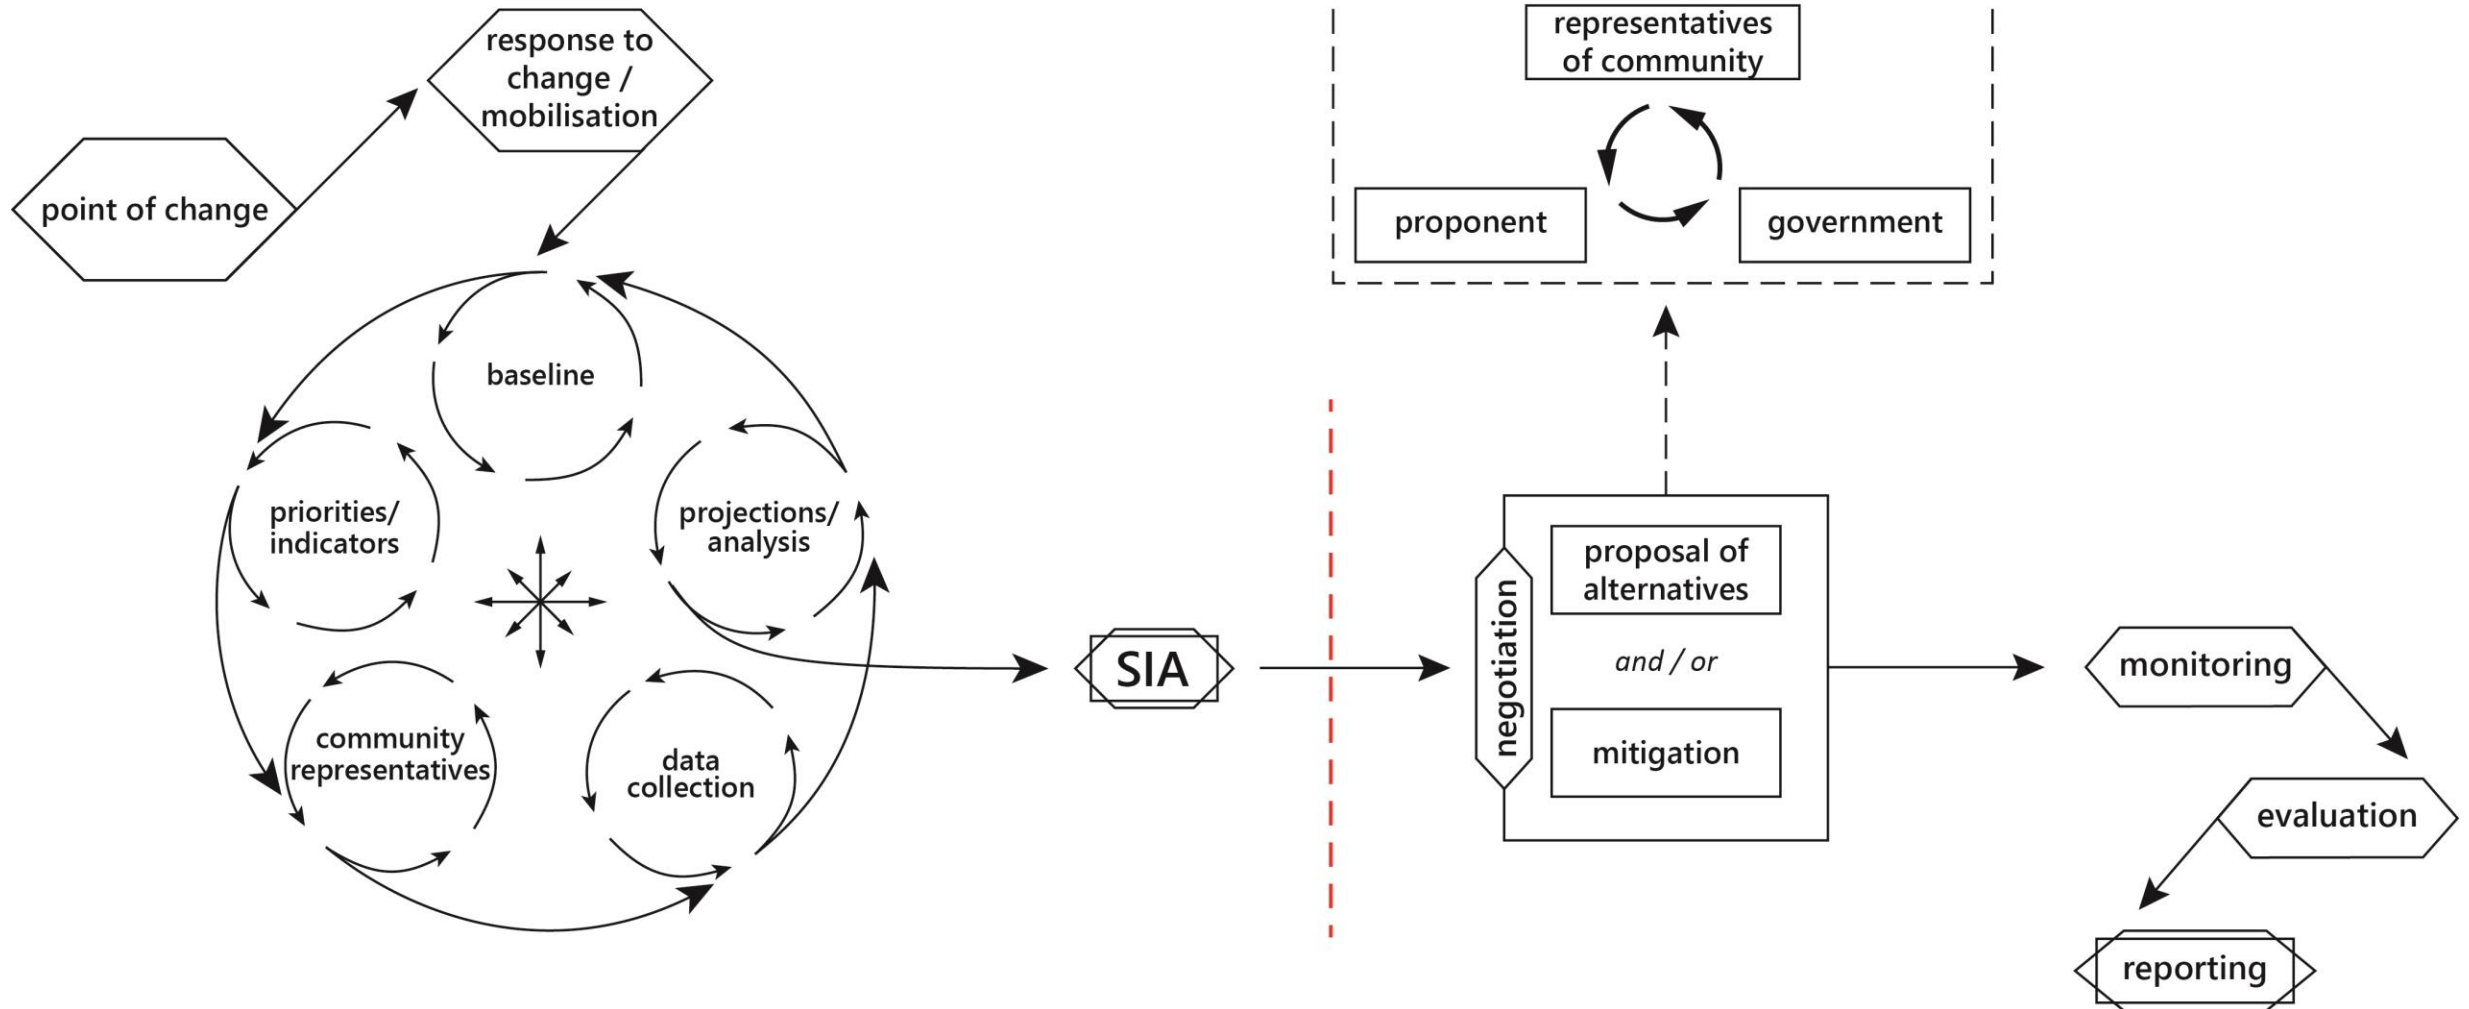 response to
change /
mobilisation
point of change
representatives
of community
proponent
government
baseline
priorities/
indicators
projections/
analysis
community
representatives
data
collection
SIA
negotiation
proposal of
alternatives
and / or
mitigation
monitoring
evaluation
reporting